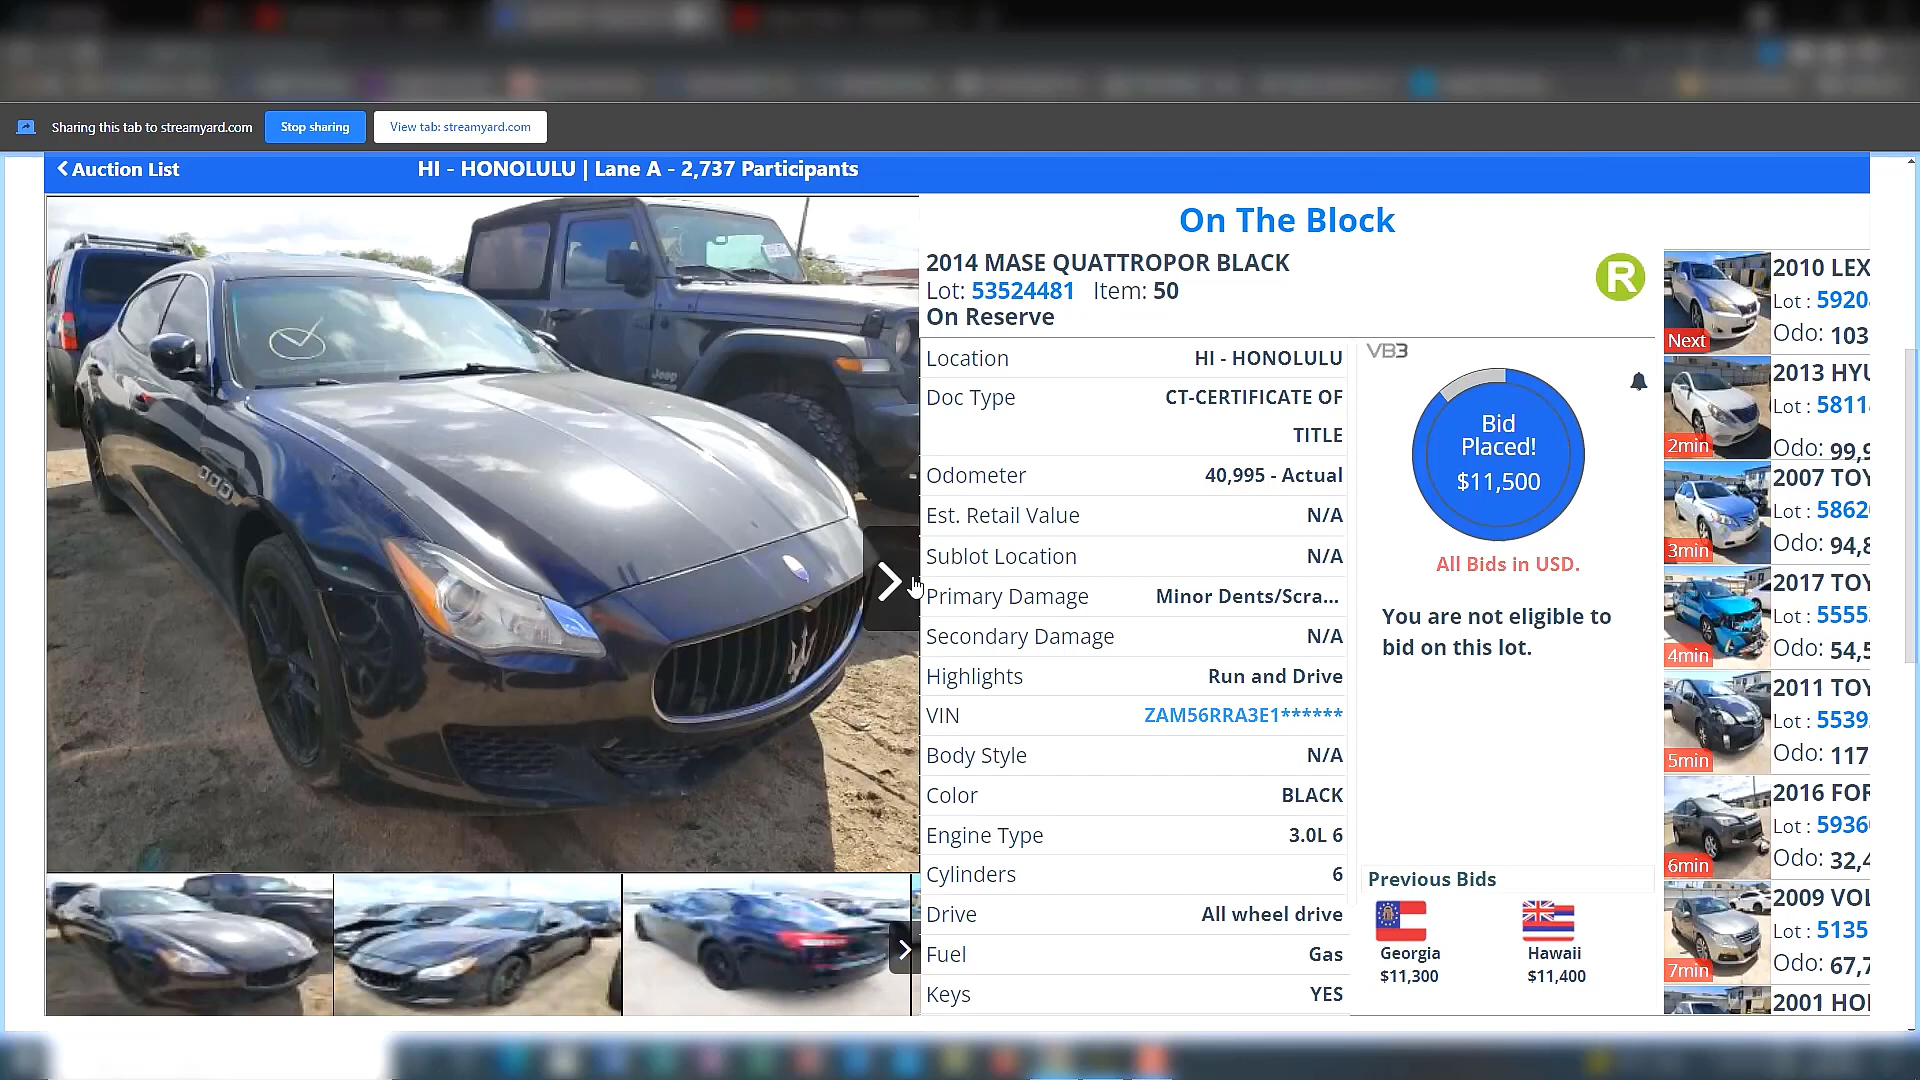 Sharing this tab to streamyard.com
Stop sharing
View tab: streamyard.com
Auction List
HI - HONOLULU | Lane A - 2,737 Participants
On The Block
2014 MASE QUATTROPOR BLACK
Lot: 53524481 Item: 50
On Reserve
R
Location HI - HONOLULU
Doc Type CT-CERTIFICATE OF
TITLE
Odometer 40,995 - Actual
Est. Retail Value N/A
Sublot Location N/A
Primary Damage Minor Dents/Scra...
Secondary Damage N/A
Highlights Run and Drive
VIN ZAM56RRA3E1******
Body Style N/A
Color BLACK
Engine Type 3.0L 6
Cylinders 6
Drive All wheel drive
Fuel Gas
Keys YES
VB3
Bid
Placed!
$11,500
All Bids in USD.
You are not eligible to
bid on this lot.
Previous Bids
Georgia
$11,300
Hawaii
$11,400
2010 LEX
Lot : 5920
Odo: 103
Next
2013 HYU
Lot : 5811
Odo: 99,9
2min
2007 TOY
Lot : 5862
Odo: 94,8
3min
2017 TOY
Lot : 5555
Odo: 54,5
4min
2011 TOY
Lot : 5539
Odo: 117
5min
2016 FOR
Lot : 5936
Odo: 32,4
6min
2009 VOL
Lot : 5135
Odo: 67,7
7min
2001 HO
Jeep